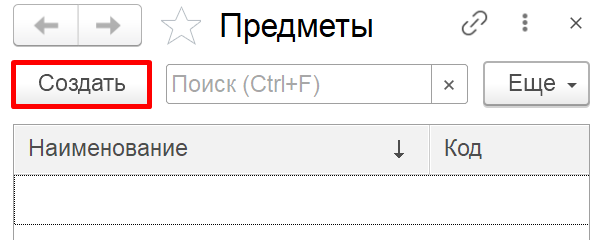 Предметы
Создать Поиск (Ctrl+F) × Еще
Наименование ↓ Код